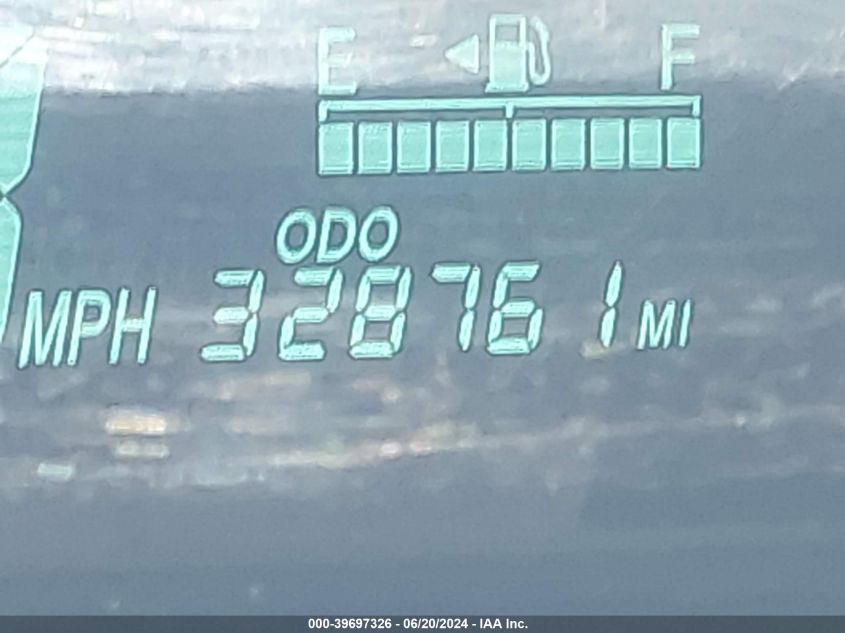 E F
ODO
MPH 328761 MI
000-39697326 - 06/20/2024 - IAA Inc.